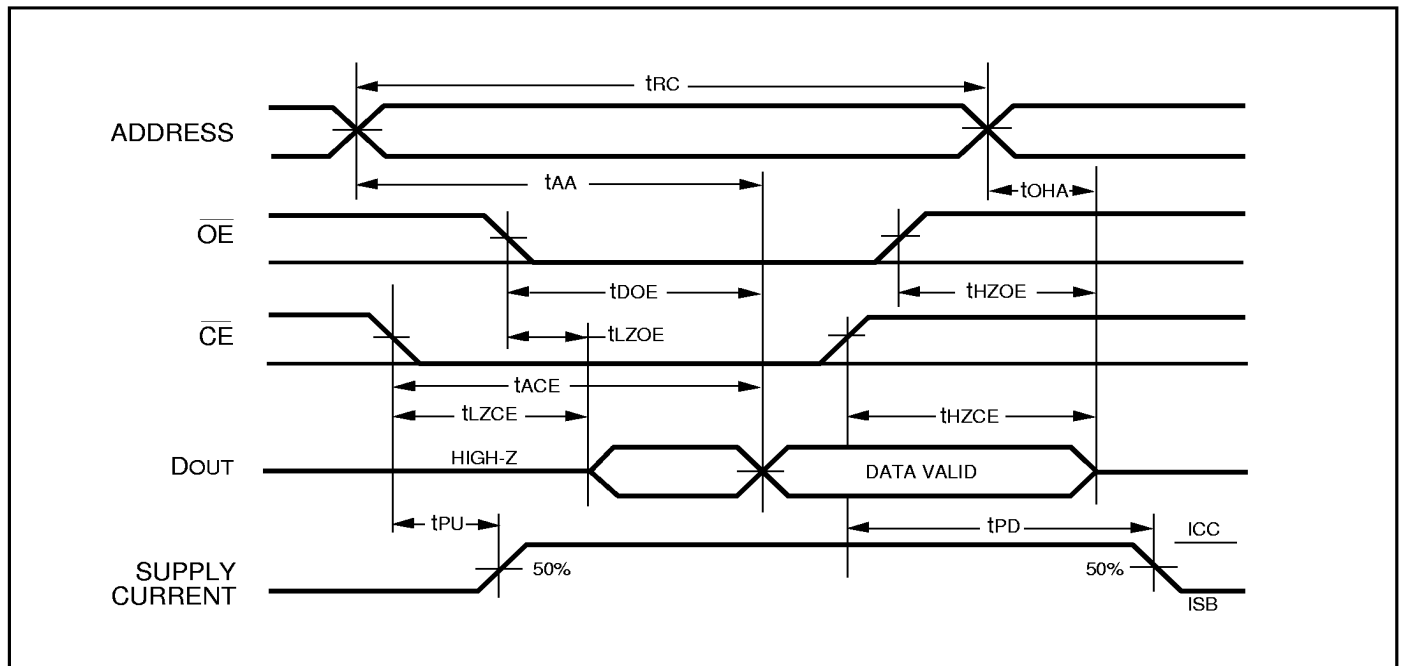 tRC
ADDRESS
tAA
tOHA
OE
tDOE
tHZOE
CE
tLZOE
tACE
tLZCE
tHZCE
DOUT
HIGH-Z
DATA VALID
tPU
tPD
ICC
SUPPLY
CURRENT
50%
50%
ISB